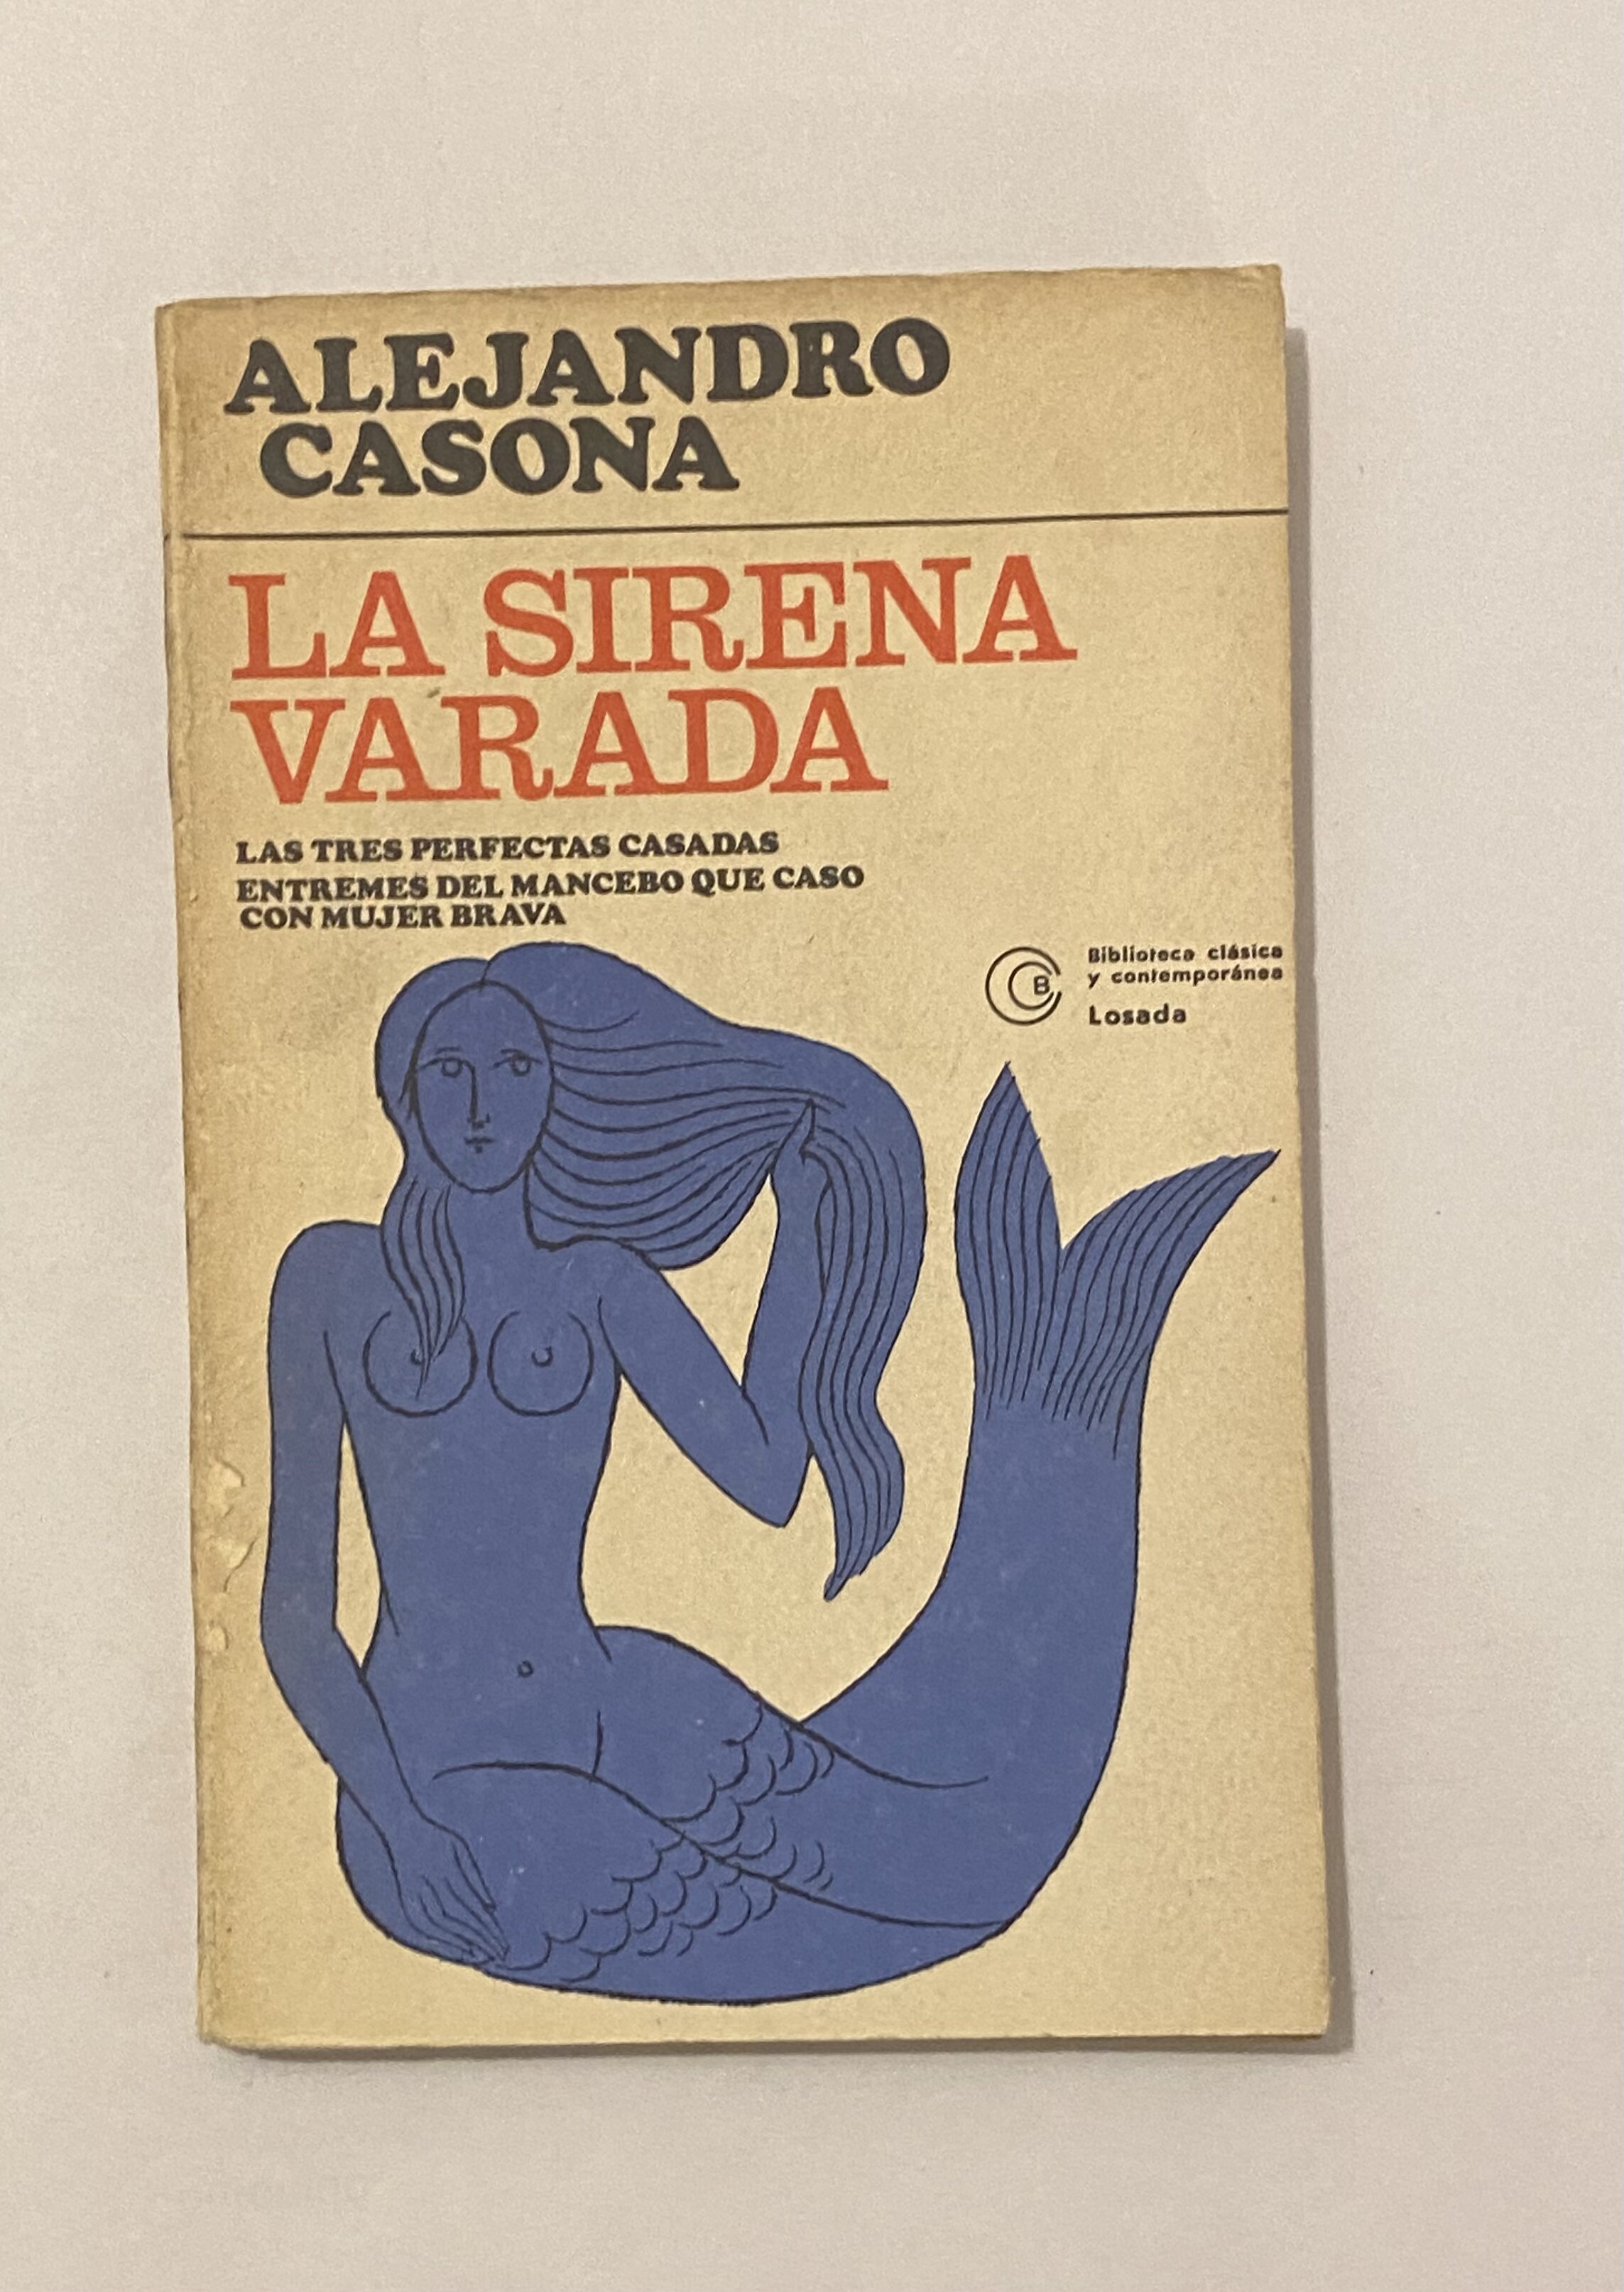 ALEJANDRO
CASONA
LA SIRENA
VARADA
LAS TRES PERFECTAS CASADAS
ENTREMES DEL MANCEBO QUE CASO
CON MUJER BRAVA
CCB
Biblioteca clásica
y contemporánea
Losada